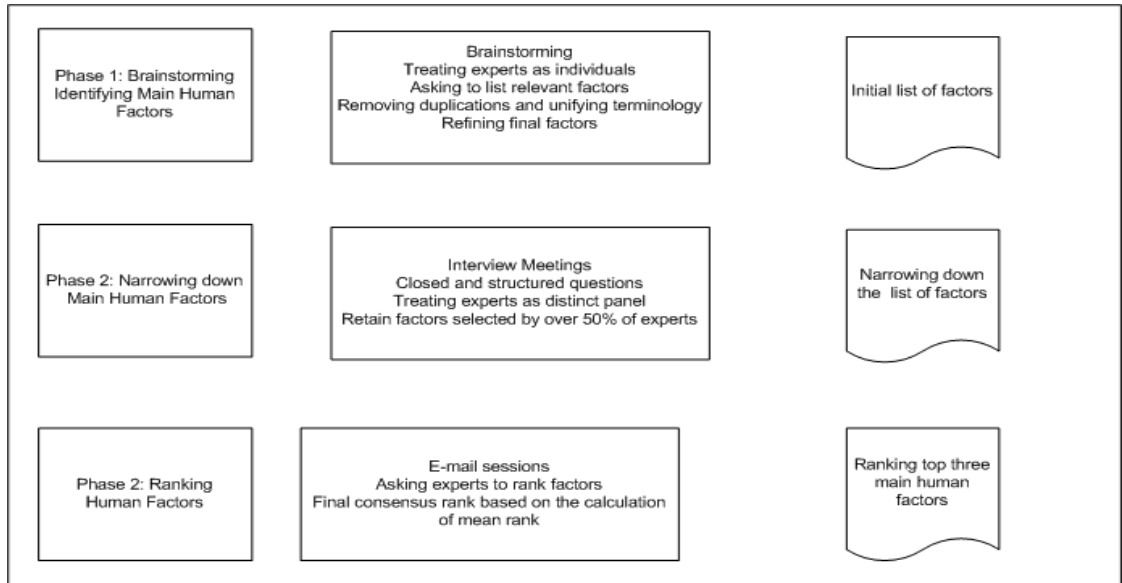 Phase 1: Brainstorming
Identifying Main Human
Factors
Brainstorming
Treating experts as individuals
Asking to list relevant factors
Removing duplications and unifying terminology
Refining final factors
Initial list of factors
Phase 2: Narrowing down
Main Human Factors
Interview Meetings
Closed and structured questions
Treating experts as distinct panel
Retain factors selected by over 50% of experts
Narrowing down
the list of factors
Phase 2: Ranking
Human Factors
E-mail sessions
Asking experts to rank factors
Final consensus rank based on the calculation
of mean rank
Ranking top three
main human
factors